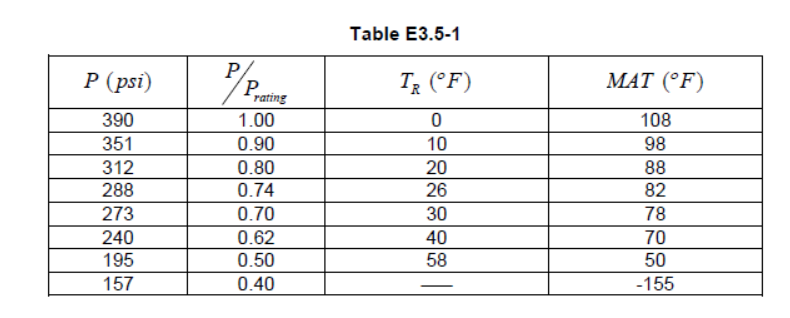 Table E3.5-1
P (psi) P/P_rating T_R (°F) MAT (°F)
390 1.00 0 108
351 0.90 10 98
312 0.80 20 88
288 0.74 26 82
273 0.70 30 78
240 0.62 40 70
195 0.50 58 50
157 0.40 — -155